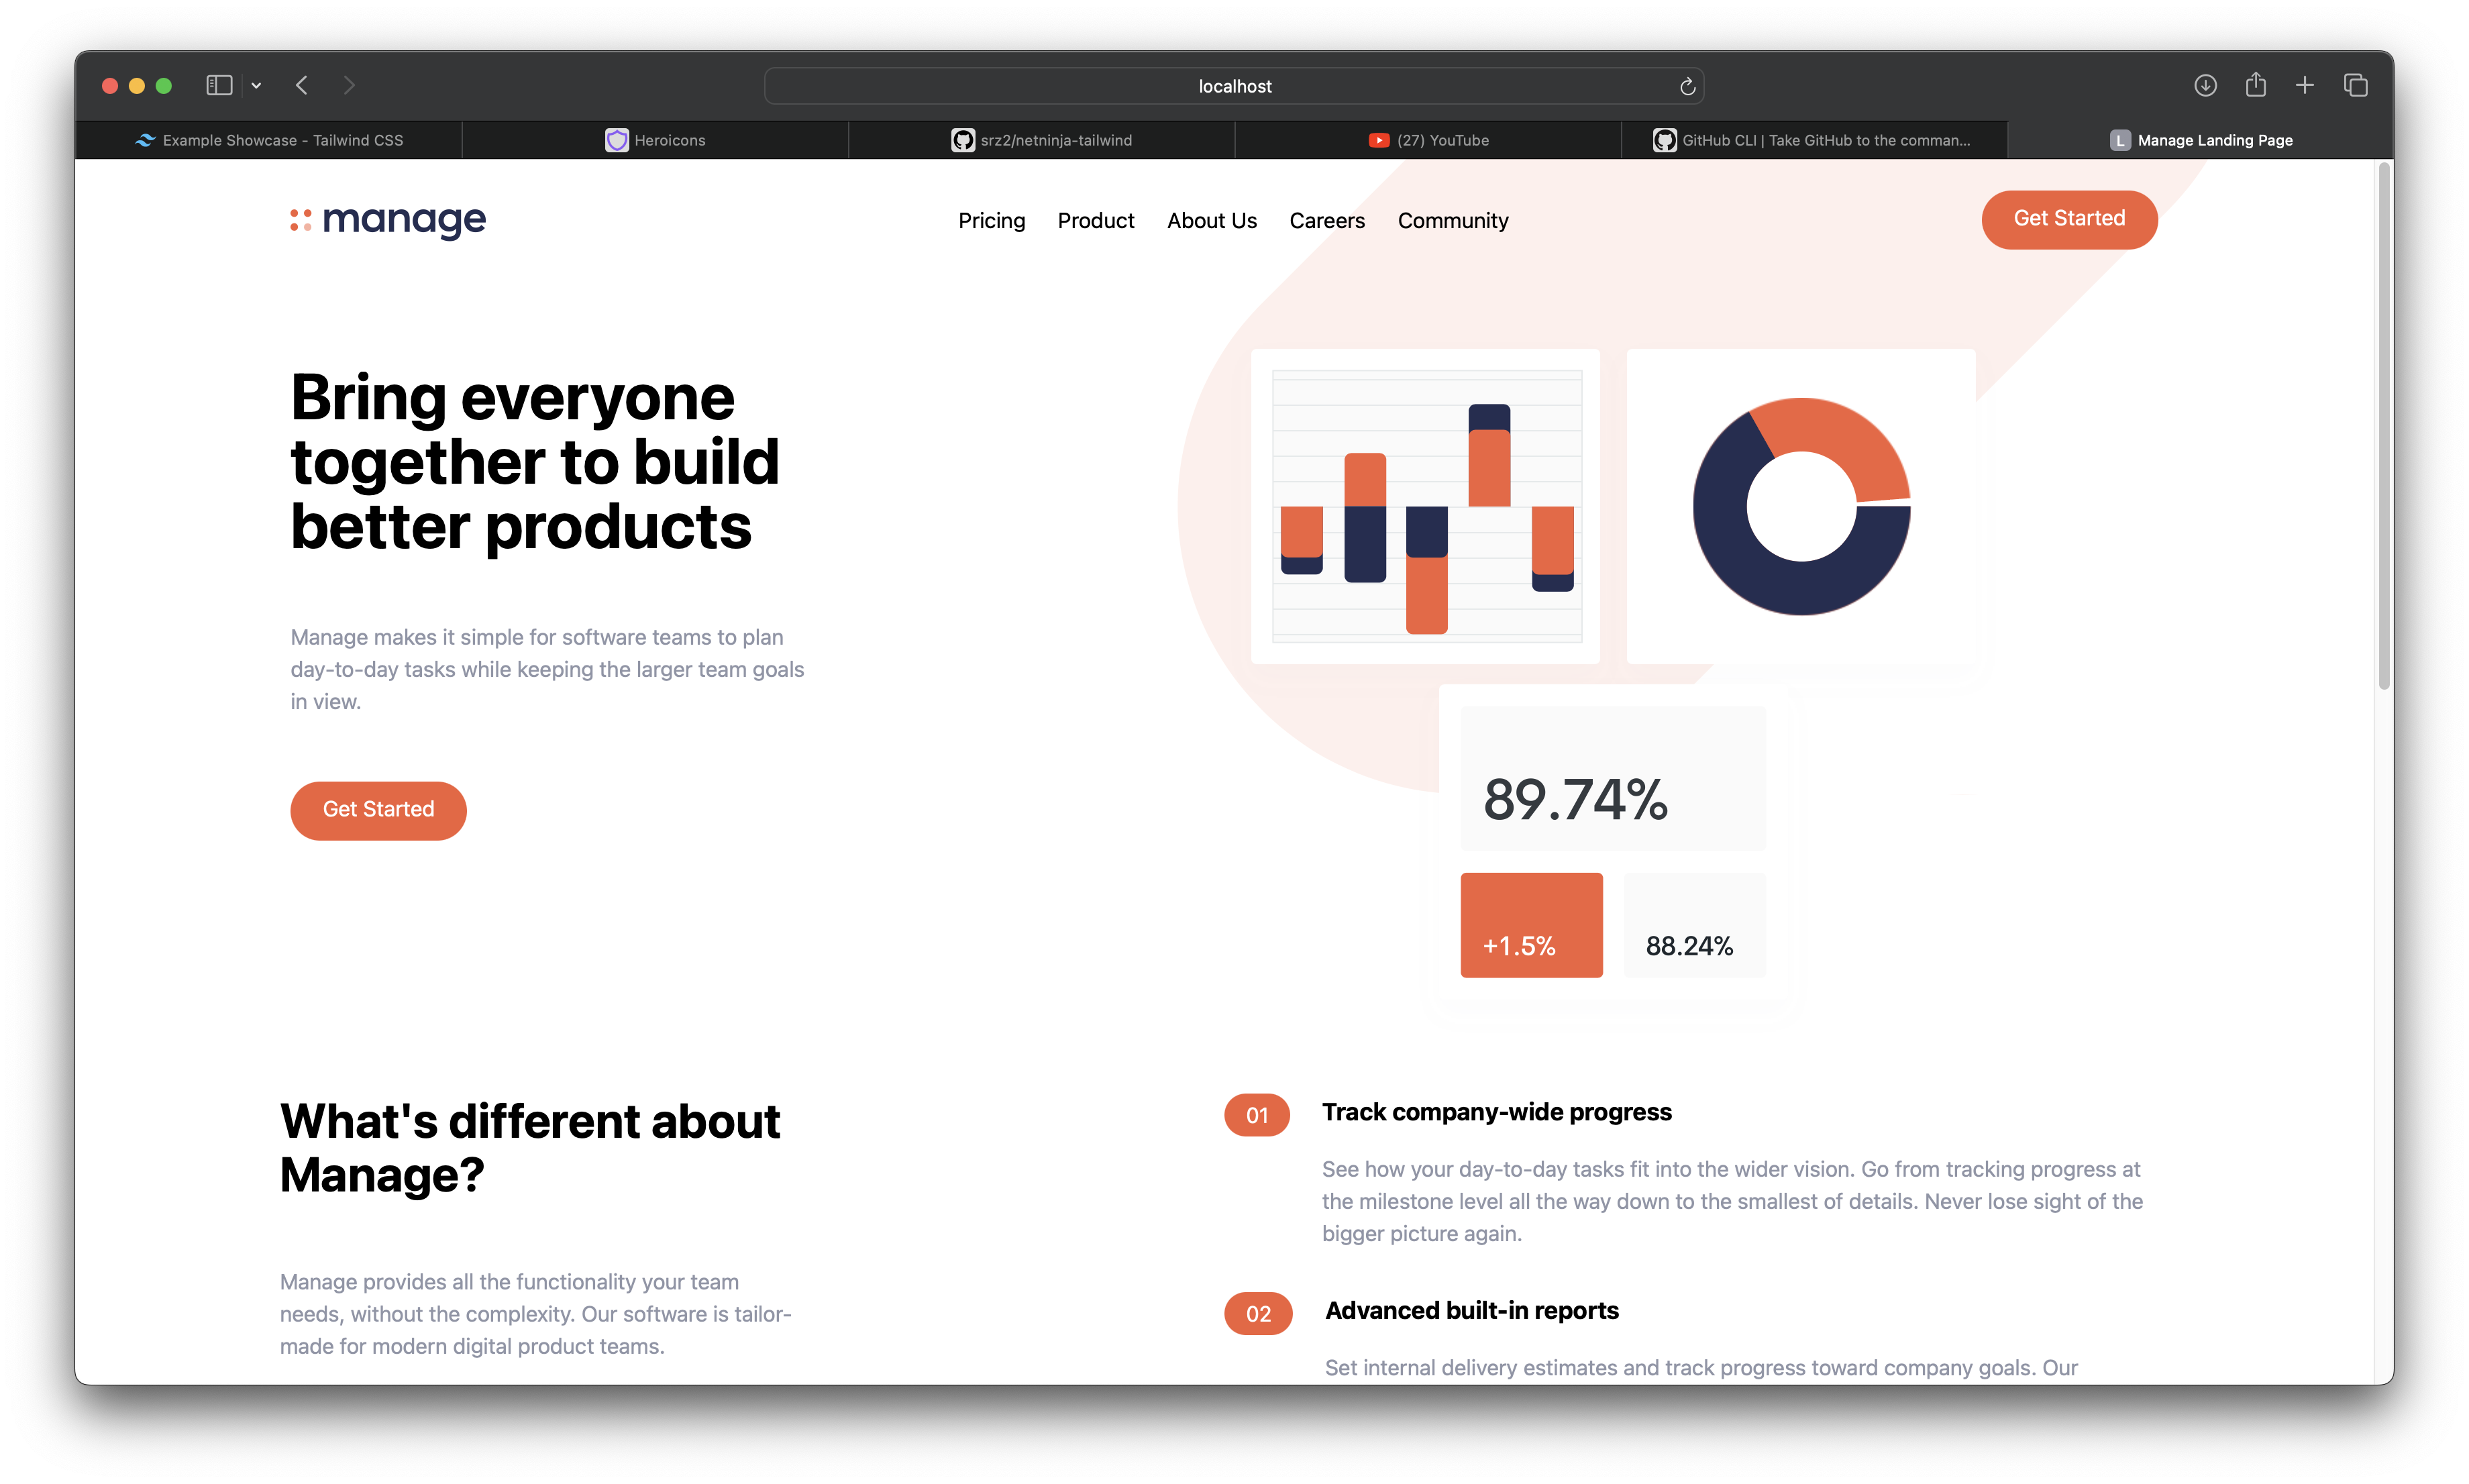 localhost
Example Showcase - Tailwind CSS
Heroicons
srz2/netninja-tailwind
(27) YouTube
GitHub CLI | Take GitHub to the comman...
L Manage Landing Page
manage
Pricing Product About Us Careers Community
Get Started
Bring everyone
together to build
better products
Manage makes it simple for software teams to plan
day-to-day tasks while keeping the larger team goals
in view.
Get Started
89.74%
+1.5%
88.24%
What's different about
Manage?
Manage provides all the functionality your team
needs, without the complexity. Our software is tailor-
made for modern digital product teams.
01 Track company-wide progress
See how your day-to-day tasks fit into the wider vision. Go from tracking progress at
the milestone level all the way down to the smallest of details. Never lose sight of the
bigger picture again.
02 Advanced built-in reports
Set internal delivery estimates and track progress toward company goals. Our